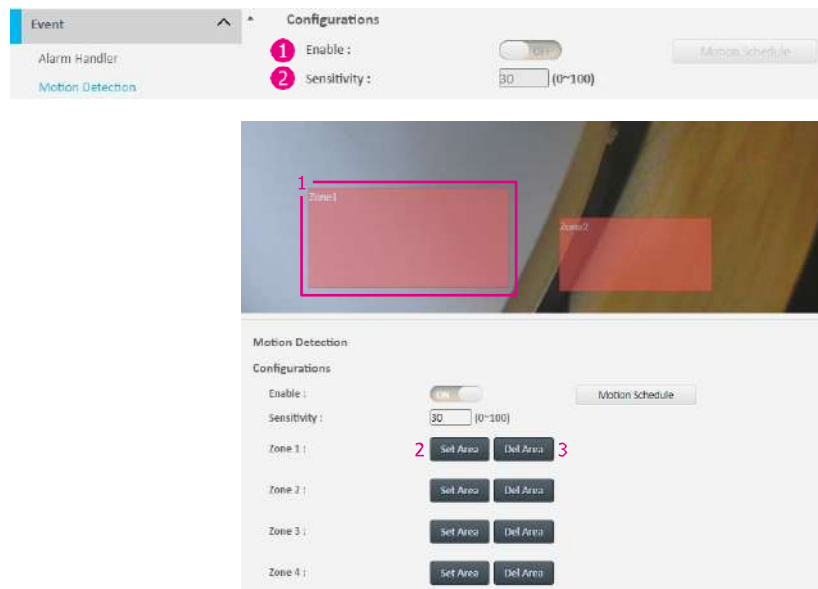 Event
Configurations
1 Enable : OFF Motion Schedule
Alarm Handler
2 Sensitivity : 30 (0~100)
Motion Detection
1
Zone1
Zone2
Motion Detection
Configurations
Enable : ON Motion Schedule
Sensitivity : 30 (0~100)
Zone 1 : 2 Set Area Del Area 3
Zone 2 : Set Area Del Area
Zone 3 : Set Area Del Area
Zone 4 : Set Area Del Area